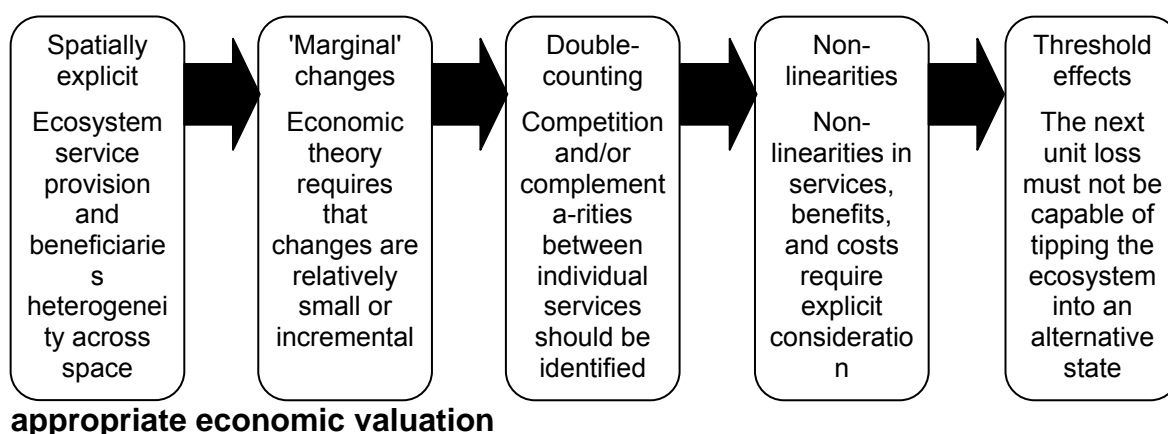 Spatially
explicit
Ecosystem
service
provision
and
beneficiarie
s
heterogenei
ty across
space
'Marginal'
changes
Economic
theory
requires
that
changes are
relatively
small or
incremental
Double-
counting
Competition
and/or
complement
a-rities
between
individual
services
should be
identified
Non-
linearities
Non-
linearities in
services,
benefits,
and costs
require
explicit
consideratio
n
Threshold
effects
The next
unit loss
must not be
capable of
tipping the
ecosystem
into an
alternative
state
appropriate economic valuation